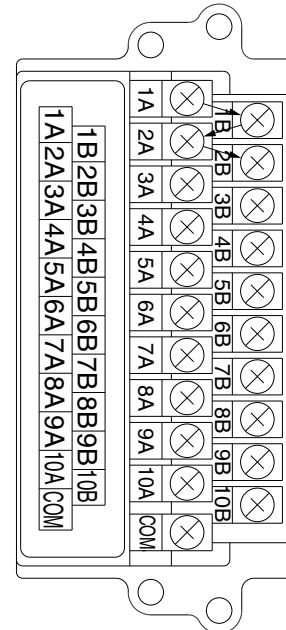 1A 2A 3A 4A 5A 6A 7A 8A 9A 10A COM
1B 2B 3B 4B 5B 6B 7B 8B 9B 10B
1A
2A
3A
4A
5A
6A
7A
8A
9A
10A
COM
1B
2B
3B
4B
5B
6B
7B
8B
9B
10B